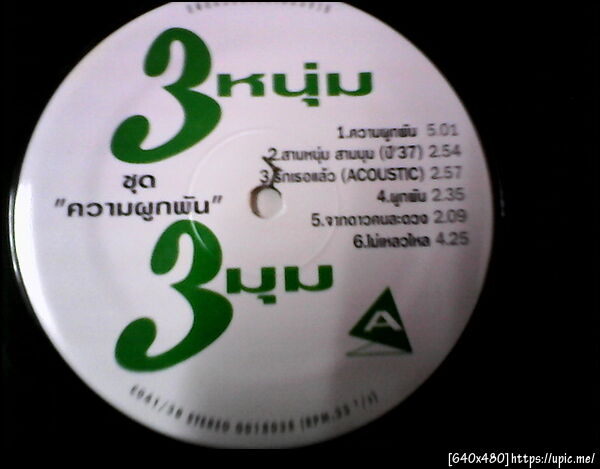 3หนุ่ม
1.ความผูกพัน 5.01
2.สามหนุ่ม สามมุม (ปี'37) 2.54
3.รักเธอแล้ว (ACOUSTIC) 2.57
4.ผูกพัน 2.35
5.จากดาวคนละดวง 2.09
6.ไม่เหลวไหล 4.25
ชุด
"ความผูกพัน"
3มุม
A
STEREO
[640x480]https://upic.me/